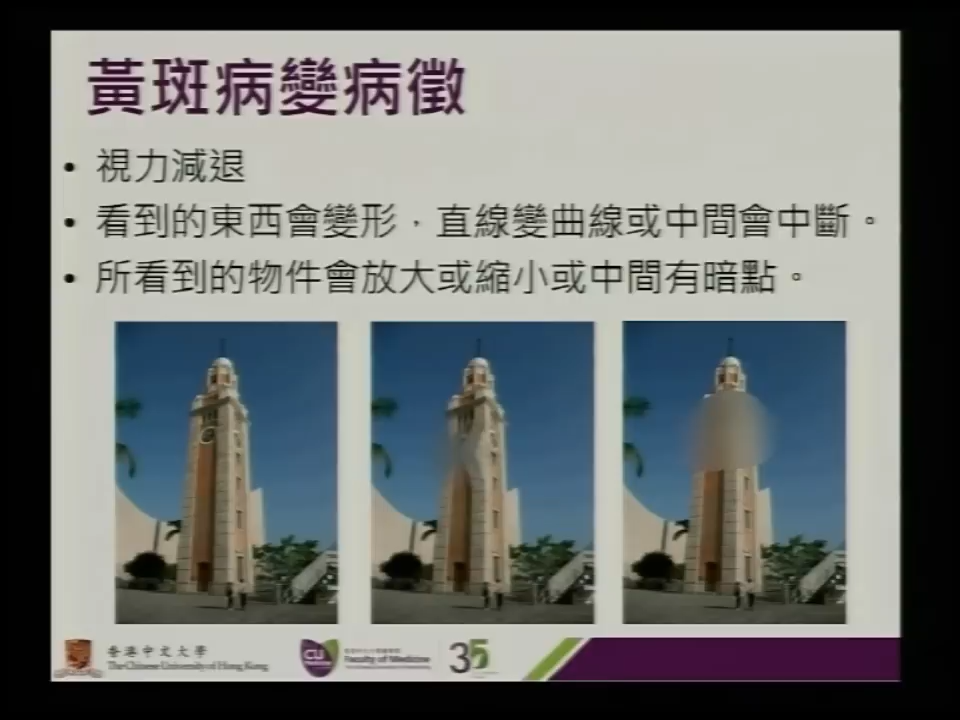 黃斑病變病徵
• 視力減退
• 看到的東西會變形，直線變曲線或中間會中斷。
• 所看到的物件會放大或縮小或中間有暗點。
香港中文大學
The Chinese University of Hong Kong
CU
Faculty of Medicine
35